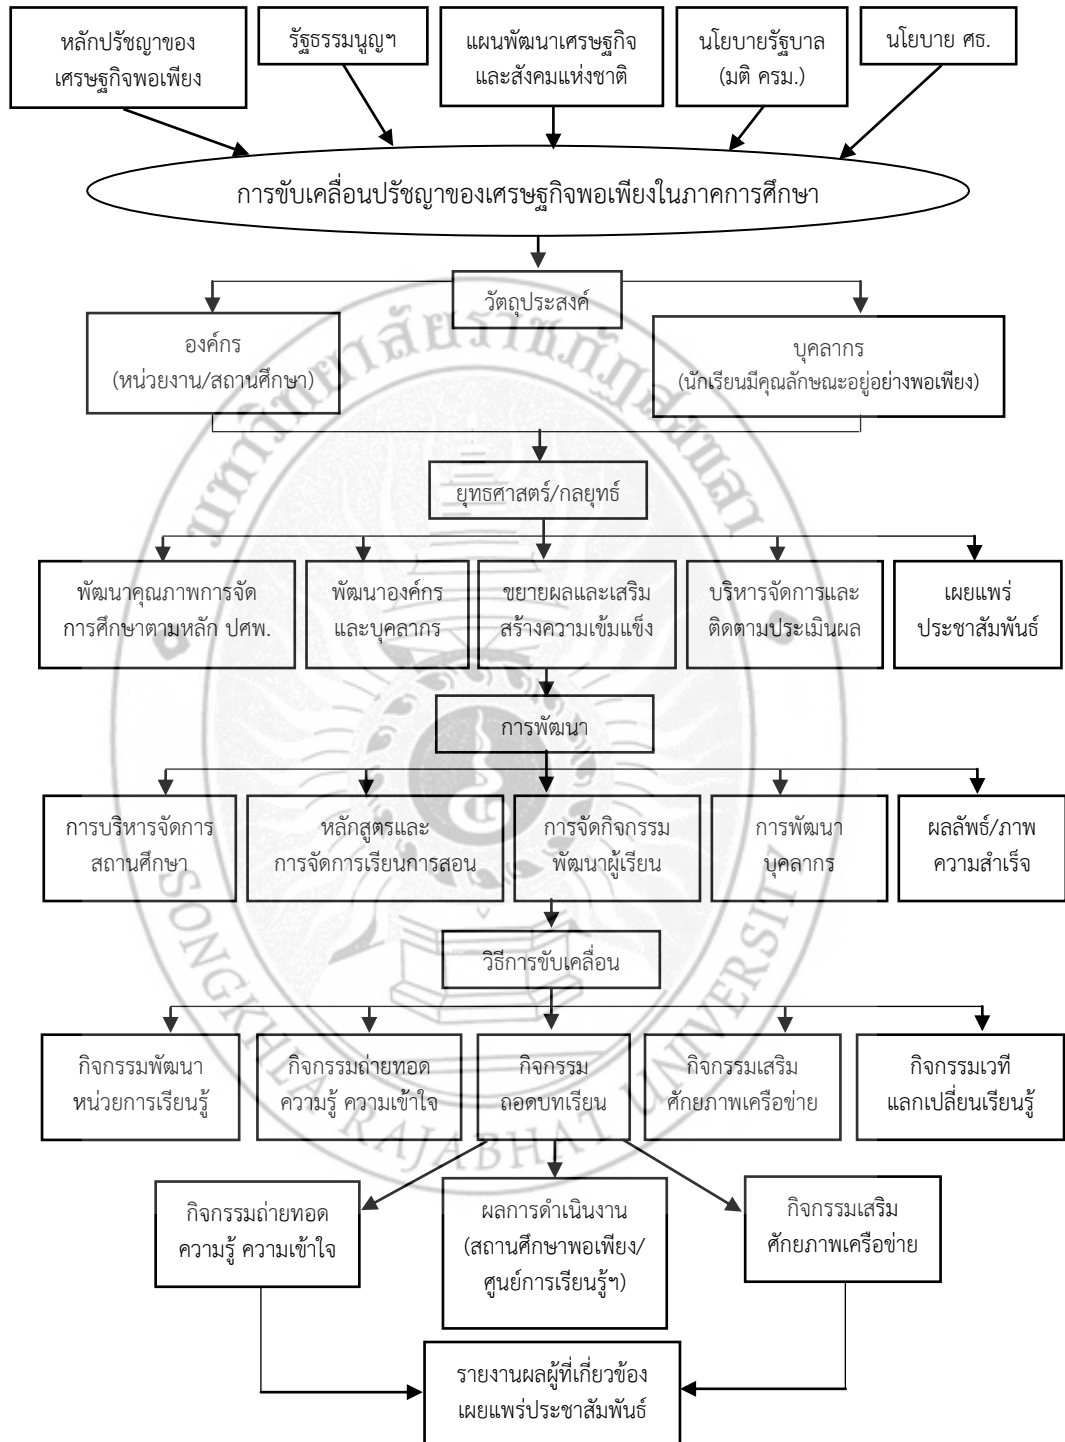 หลักปรัชญาของ
เศรษฐกิจพอเพียง
รัฐธรรมนูญฯ
แผนพัฒนาเศรษฐกิจ
และสังคมแห่งชาติ
นโยบายรัฐบาล
(มติ ครม.)
นโยบาย ศธ.
การขับเคลื่อนปรัชญาของเศรษฐกิจพอเพียงในภาคการศึกษา
วัตถุประสงค์
องค์กร
(หน่วยงาน/สถานศึกษา)
บุคลากร
(นักเรียนมีคุณลักษณะอยู่อย่างพอเพียง)
ยุทธศาสตร์/กลยุทธ์
พัฒนาคุณภาพการจัด
การศึกษาตามหลัก ปศพ.
พัฒนาองค์กร
และบุคลากร
ขยายผลและเสริม
สร้างความเข้มแข็ง
บริหารจัดการและ
ติดตามประเมินผล
เผยแพร่
ประชาสัมพันธ์
การพัฒนา
การบริหารจัดการ
สถานศึกษา
หลักสูตรและ
การจัดการเรียนการสอน
การจัดกิจกรรม
พัฒนาผู้เรียน
การพัฒนา
บุคลากร
ผลลัพธ์/ภาพ
ความสำเร็จ
วิธีการขับเคลื่อน
กิจกรรมพัฒนา
หน่วยการเรียนรู้
กิจกรรมถ่ายทอด
ความรู้ ความเข้าใจ
กิจกรรม
ถอดบทเรียน
กิจกรรมเสริม
ศักยภาพเครือข่าย
กิจกรรมเวที
แลกเปลี่ยนเรียนรู้
กิจกรรมถ่ายทอด
ความรู้ ความเข้าใจ
ผลการดำเนินงาน
(สถานศึกษาพอเพียง/
ศูนย์การเรียนรู้ฯ)
กิจกรรมเสริม
ศักยภาพเครือข่าย
รายงานผลผู้ที่เกี่ยวข้อง
เผยแพร่ประชาสัมพันธ์
มหาวิทยาลัยราชภัฏสงขลา
SONGKHLA RAJABHAT UNIVERSITY